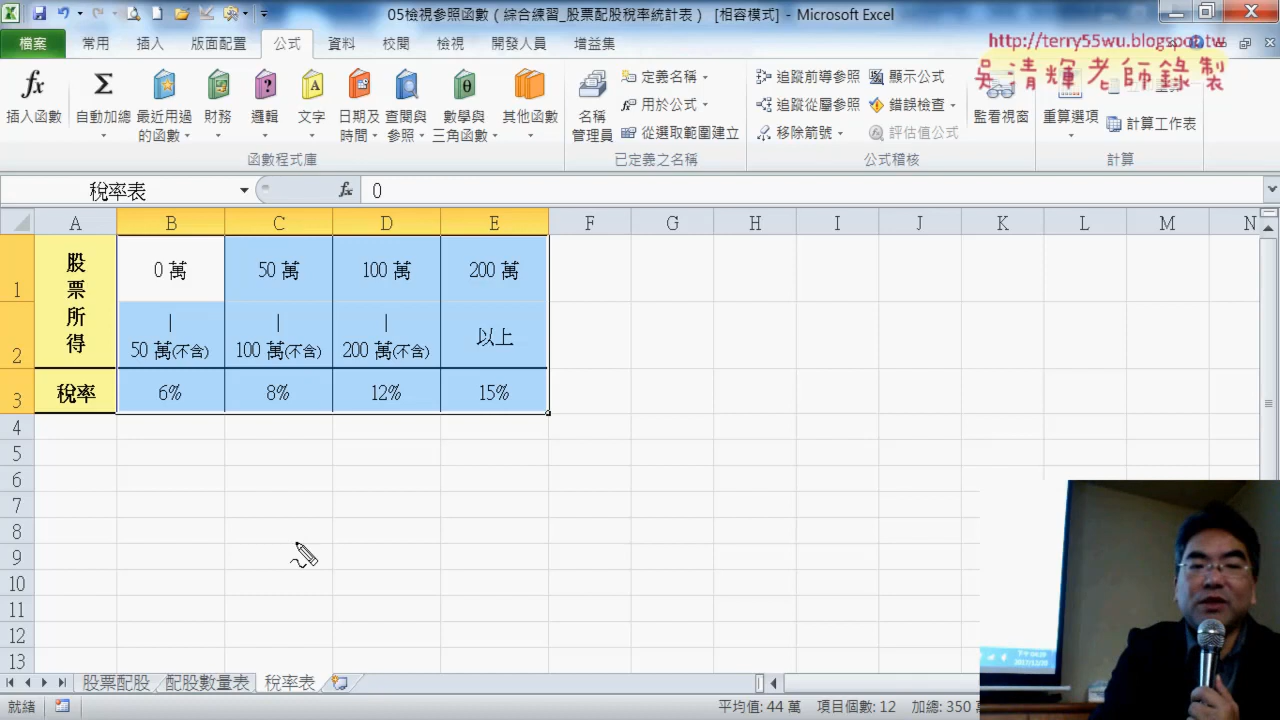 05檢視參照函數（綜合練習_股票配股稅率統計表） [相容模式] - Microsoft Excel
檔案 常用 插入 版面配置 公式 資料 校閱 檢視 開發人員 增益集
http://terry55wu.blogspot.tw
吳清輝老師錄製
插入函數 自動加總 最近用過的函數 財務 邏輯 文字 日期及時間 查閱與參照 數學與三角函數 其他函數
函數程式庫
名稱管理員 定義名稱 用於公式 從選取範圍建立
已定義之名稱
追蹤前導參照 追蹤從屬參照 移除箭號 顯示公式 錯誤檢查 評估值公式
公式稽核
監看視窗
重算選項 計算工作表
計算
稅率表 fx 0
A B C D E F G H I J K L M N
1 股票所得 0 萬 50 萬 100 萬 200 萬
2 | 50 萬(不含) | 100 萬(不含) | 200 萬(不含) 以上
3 稅率 6% 8% 12% 15%
4
5
6
7
8
9
10
11
12
13
股票配股 配股數量表 稅率表
就緒 平均值: 44 萬 項目個數: 12 加總: 350 萬